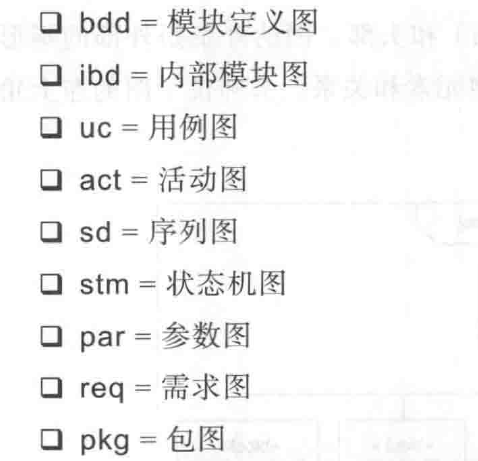 ❑ bdd = 模块定义图
❑ ibd = 内部模块图
❑ uc = 用例图
❑ act = 活动图
❑ sd = 序列图
❑ stm = 状态机图
❑ par = 参数图
❑ req = 需求图
❑ pkg = 包图